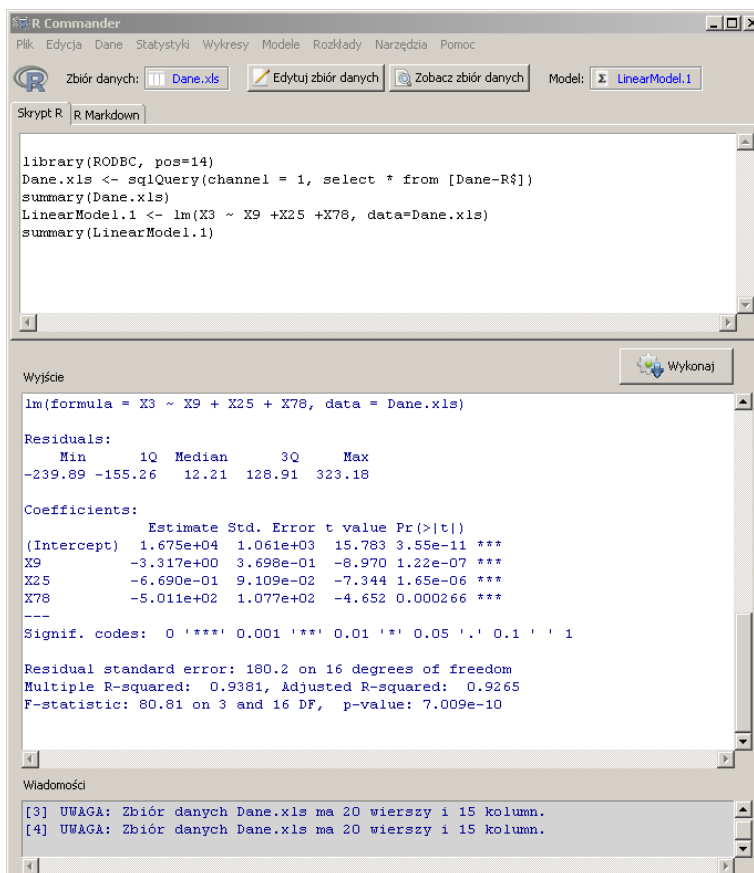 R Commander
Plik Edycja Dane Statystyki Wykresy Modele Rozkłady Narzędzia Pomoc
R Zbiór danych: Dane.xls Edytuj zbiór danych Zobacz zbiór danych Model: Σ LinearModel.1
Skrypt R R Markdown
library(RODBC, pos=14)
Dane.xls <- sqlQuery(channel = 1, select * from [Dane-R$])
summary(Dane.xls)
LinearModel.1 <- lm(X3 ~ X9 +X25 +X78, data=Dane.xls)
summary(LinearModel.1)
Wyjście
Wykonaj
lm(formula = X3 ~ X9 + X25 + X78, data = Dane.xls)
Residuals:
Min 1Q Median 3Q Max
-239.89 -155.26 12.21 128.91 323.18
Coefficients:
Estimate Std. Error t value Pr(>|t|)
(Intercept) 1.675e+04 1.061e+03 15.783 3.55e-11 ***
X9 -3.317e+00 3.698e-01 -8.970 1.22e-07 ***
X25 -6.690e-01 9.109e-02 -7.344 1.65e-06 ***
X78 -5.011e+02 1.077e+02 -4.652 0.000266 ***
---
Signif. codes: 0 '***' 0.001 '**' 0.01 '*' 0.05 '.' 0.1 ' ' 1
Residual standard error: 180.2 on 16 degrees of freedom
Multiple R-squared: 0.9381, Adjusted R-squared: 0.9265
F-statistic: 80.81 on 3 and 16 DF, p-value: 7.009e-10
Wiadomości
[3] UWAGA: Zbiór danych Dane.xls ma 20 wierszy i 15 kolumn.
[4] UWAGA: Zbiór danych Dane.xls ma 20 wierszy i 15 kolumn.